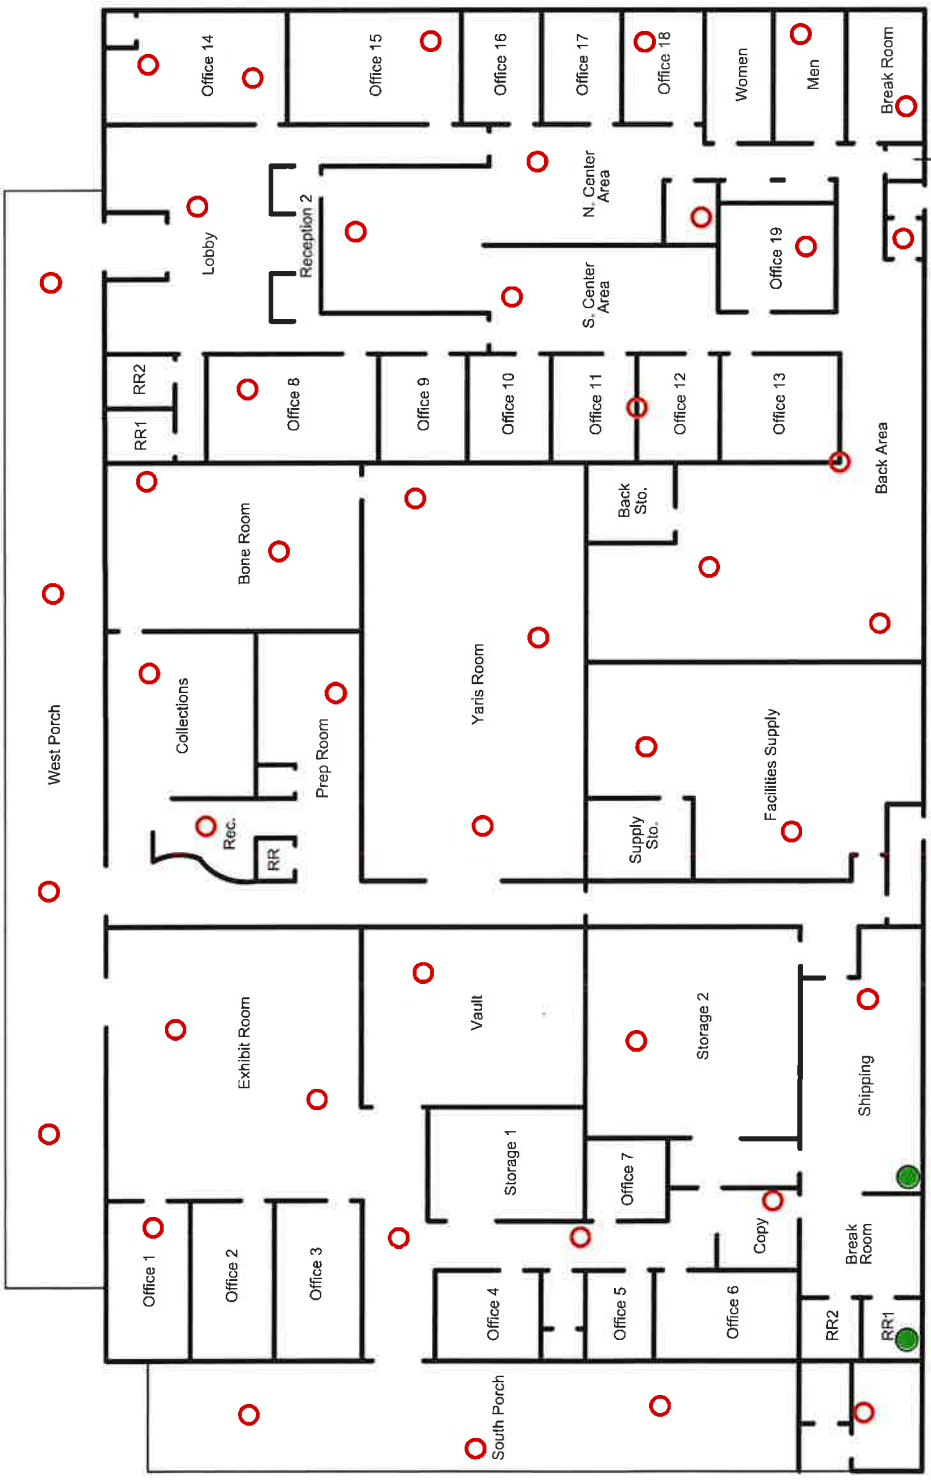 Office 14
Office 15
Office 16
Office 17
Office 18
Women
Men
Break Room
Lobby
Reception 2
N. Center
Area
S. Center
Area
Office 19
RR2
RR1
Office 8
Office 9
Office 10
Office 11
Office 12
Office 13
Back Area
Bone Room
Back
Sto.
West Porch
Collections
Prep Room
Yaris Room
Facilities Supply
Rec.
RR
Supply
Sto.
Exhibit Room
Vault
Storage 2
Shipping
Storage 1
Office 7
Copy
Break
Room
Office 1
Office 2
Office 3
Office 4
Office 5
Office 6
RR2
RR1
South Porch